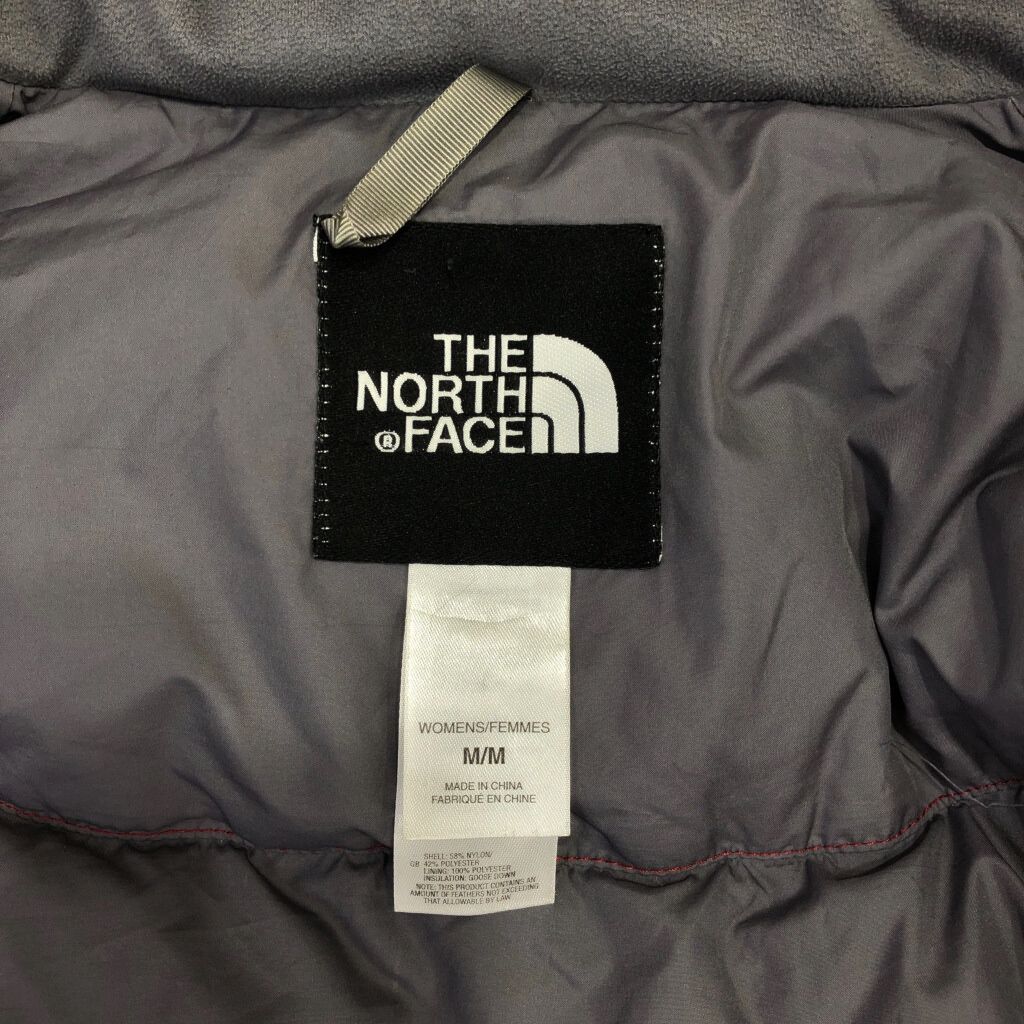 THE
NORTH
® FACE
WOMENS/FEMMES
M/M
MADE IN CHINA
FABRIQUÉ EN CHINE
SHELL: 58% NYLON/
GB 42% POLYESTER
LINING: 100% POLYESTER
INSULATION: GOOSE DOWN
NOTE: THIS PRODUCT CONTAINS AN
AMOUNT OF FEATHERS NOT EXCEEDING
THAT ALLOWABLE BY LAW